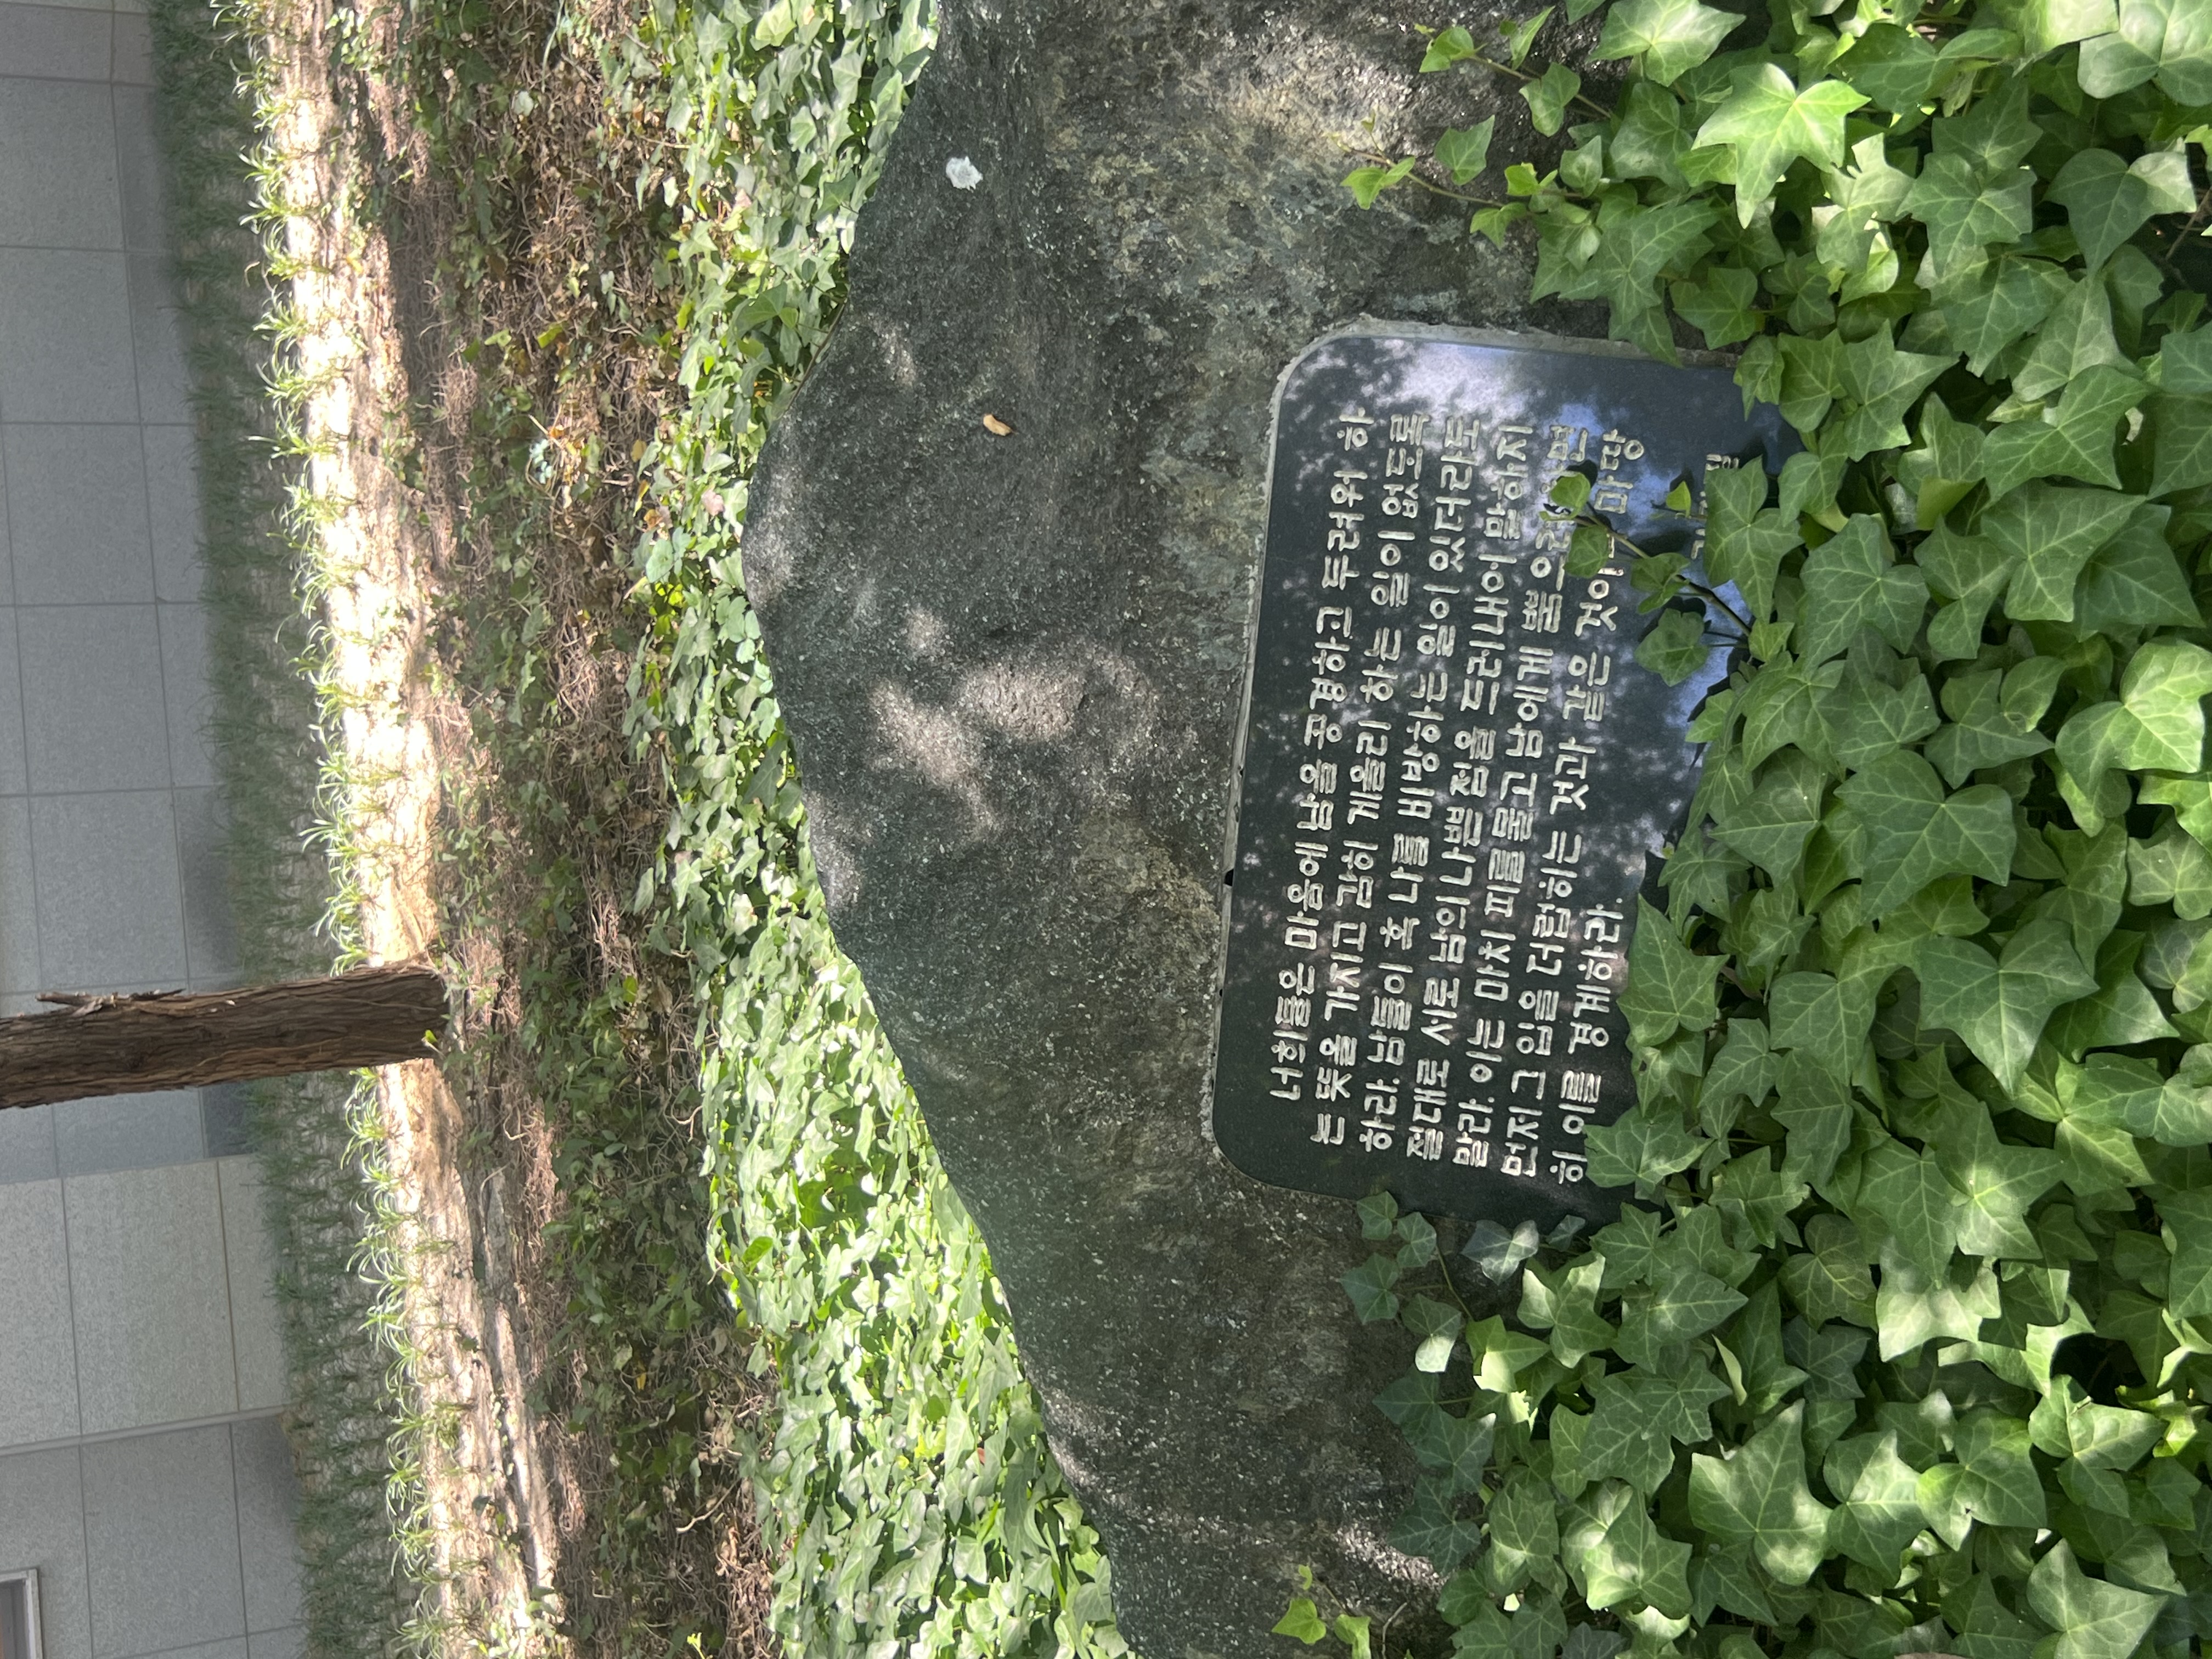 너희들은 마음에 남을 공경하고 두려워 하
는 뜻을 가지고 감히 게을리 하는 일이 없도록
하라. 남들이 혹 나를 비방하는 일이 있더라도
절대로 서로 남의 나쁜 점을 드러내어 말하지
말라. 이는 마치 피를 물고 남에게 뿜으려
먼저 그 입을 더럽히는 것과 같은 마땅
히 이를 경계하라.